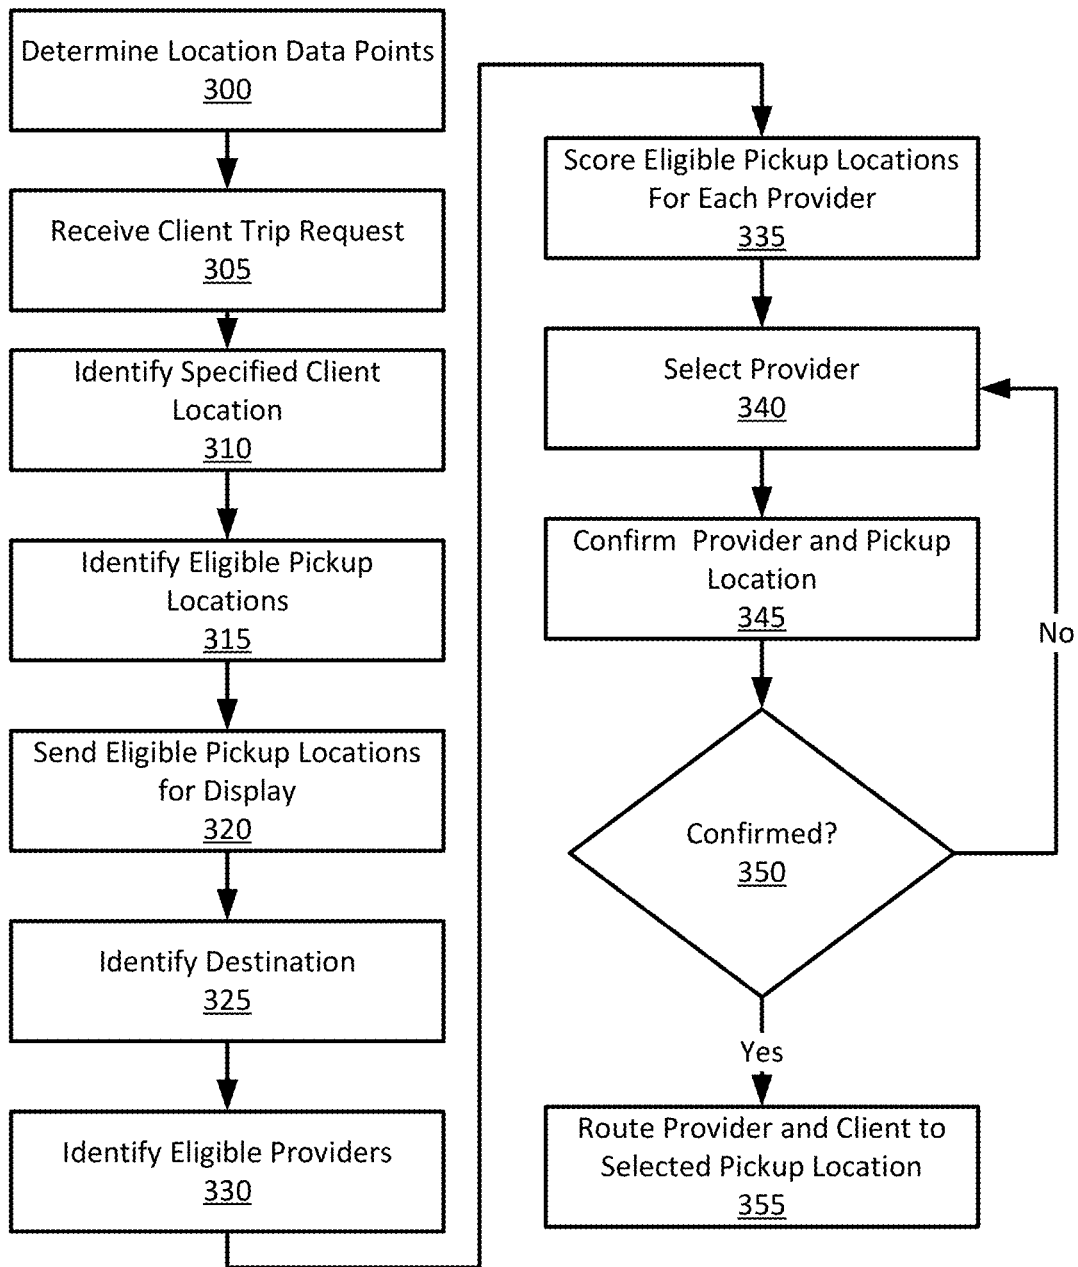 Determine Location Data Points
300
Receive Client Trip Request
305
Identify Specified Client
Location
310
Identify Eligible Pickup
Locations
315
Send Eligible Pickup Locations
for Display
320
Identify Destination
325
Identify Eligible Providers
330
Score Eligible Pickup Locations
For Each Provider
335
Select Provider
340
Confirm Provider and Pickup
Location
345
No
Confirmed?
350
Yes
Route Provider and Client to
Selected Pickup Location
355